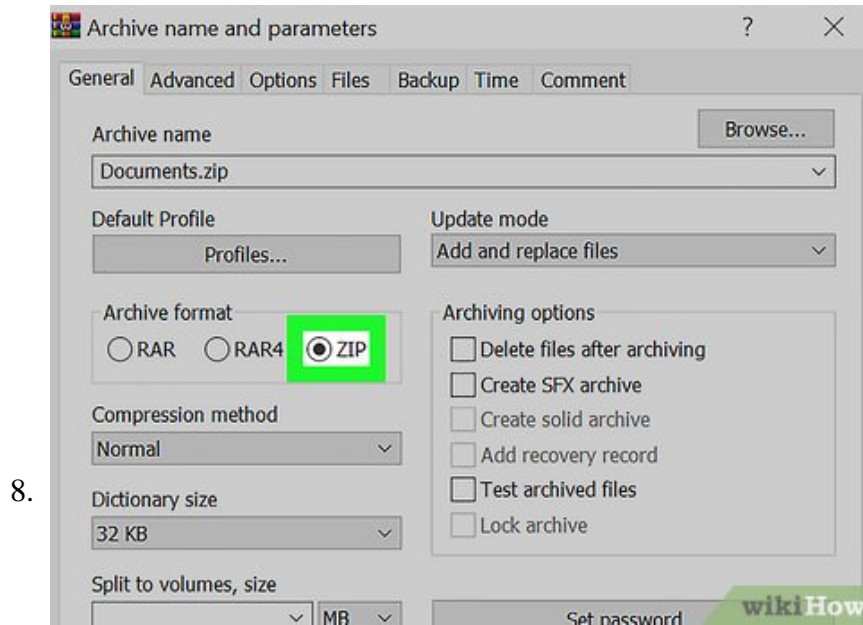 Archive name and parameters
General Advanced Options Files Backup Time Comment
Archive name
Browse...
Documents.zip
Default Profile
Profiles...
Update mode
Add and replace files
Archive format
RAR RAR4 ZIP
Archiving options
Delete files after archiving
Create SFX archive
Create solid archive
Add recovery record
Test archived files
Lock archive
Compression method
Normal
8.
Dictionary size
32 KB
Split to volumes, size
MB
Set password
wikiHow